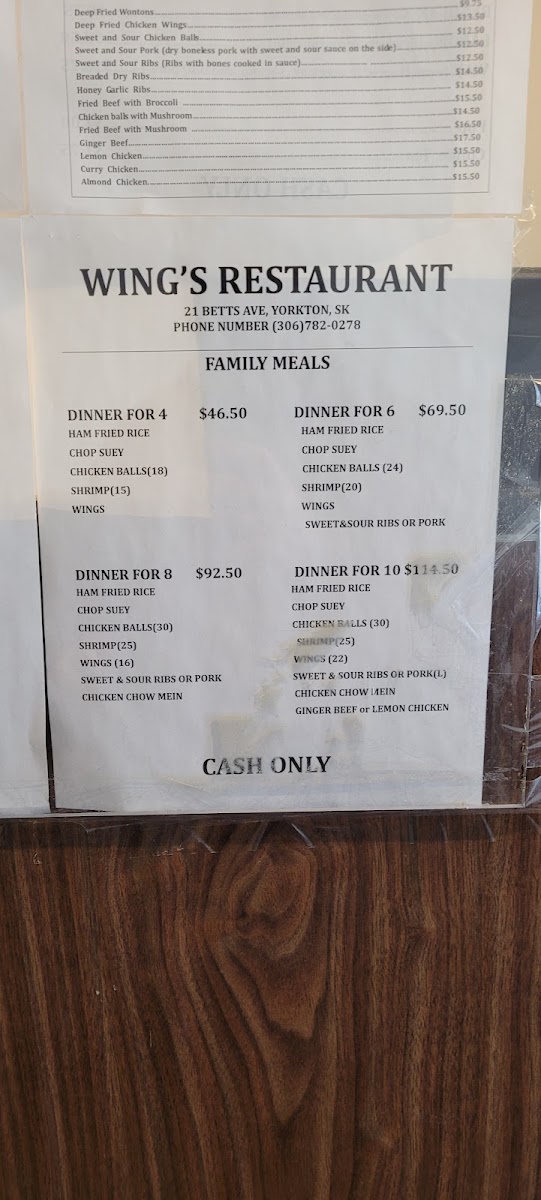 Deep Fried Wontons $9.75
Deep Fried Chicken Wings $13.50
Sweet and Sour Chicken Balls $12.50
Sweet and Sour Pork (dry boneless pork with sweet and sour sauce on the side) $12.50
Sweet and Sour Ribs (Ribs with bones cooked in sauce) $12.50
Breaded Dry Ribs $14.50
Honey Garlic Ribs $14.50
Fried Beef with Broccoli $15.50
Chicken balls with Mushroom $14.50
Fried Beef with Mushroom $16.50
Ginger Beef $17.50
Lemon Chicken $15.50
Curry Chicken $15.50
Almond Chicken $15.50
WING'S RESTAURANT
21 BETTS AVE, YORKTON, SK
PHONE NUMBER (306)782-0278
FAMILY MEALS
DINNER FOR 4 $46.50
HAM FRIED RICE
CHOP SUEY
CHICKEN BALLS(18)
SHRIMP(15)
WINGS
DINNER FOR 6 $69.50
HAM FRIED RICE
CHOP SUEY
CHICKEN BALLS (24)
SHRIMP(20)
WINGS
SWEET&SOUR RIBS OR PORK
DINNER FOR 8 $92.50
HAM FRIED RICE
CHOP SUEY
CHICKEN BALLS(30)
SHRIMP(25)
WINGS (16)
SWEET & SOUR RIBS OR PORK
CHICKEN CHOW MEIN
DINNER FOR 10 $114.50
HAM FRIED RICE
CHOP SUEY
CHICKEN BALLS (30)
SHRIMP(25)
WINGS (22)
SWEET & SOUR RIBS OR PORK(L)
CHICKEN CHOW MEIN
GINGER BEEF or LEMON CHICKEN
CASH ONLY